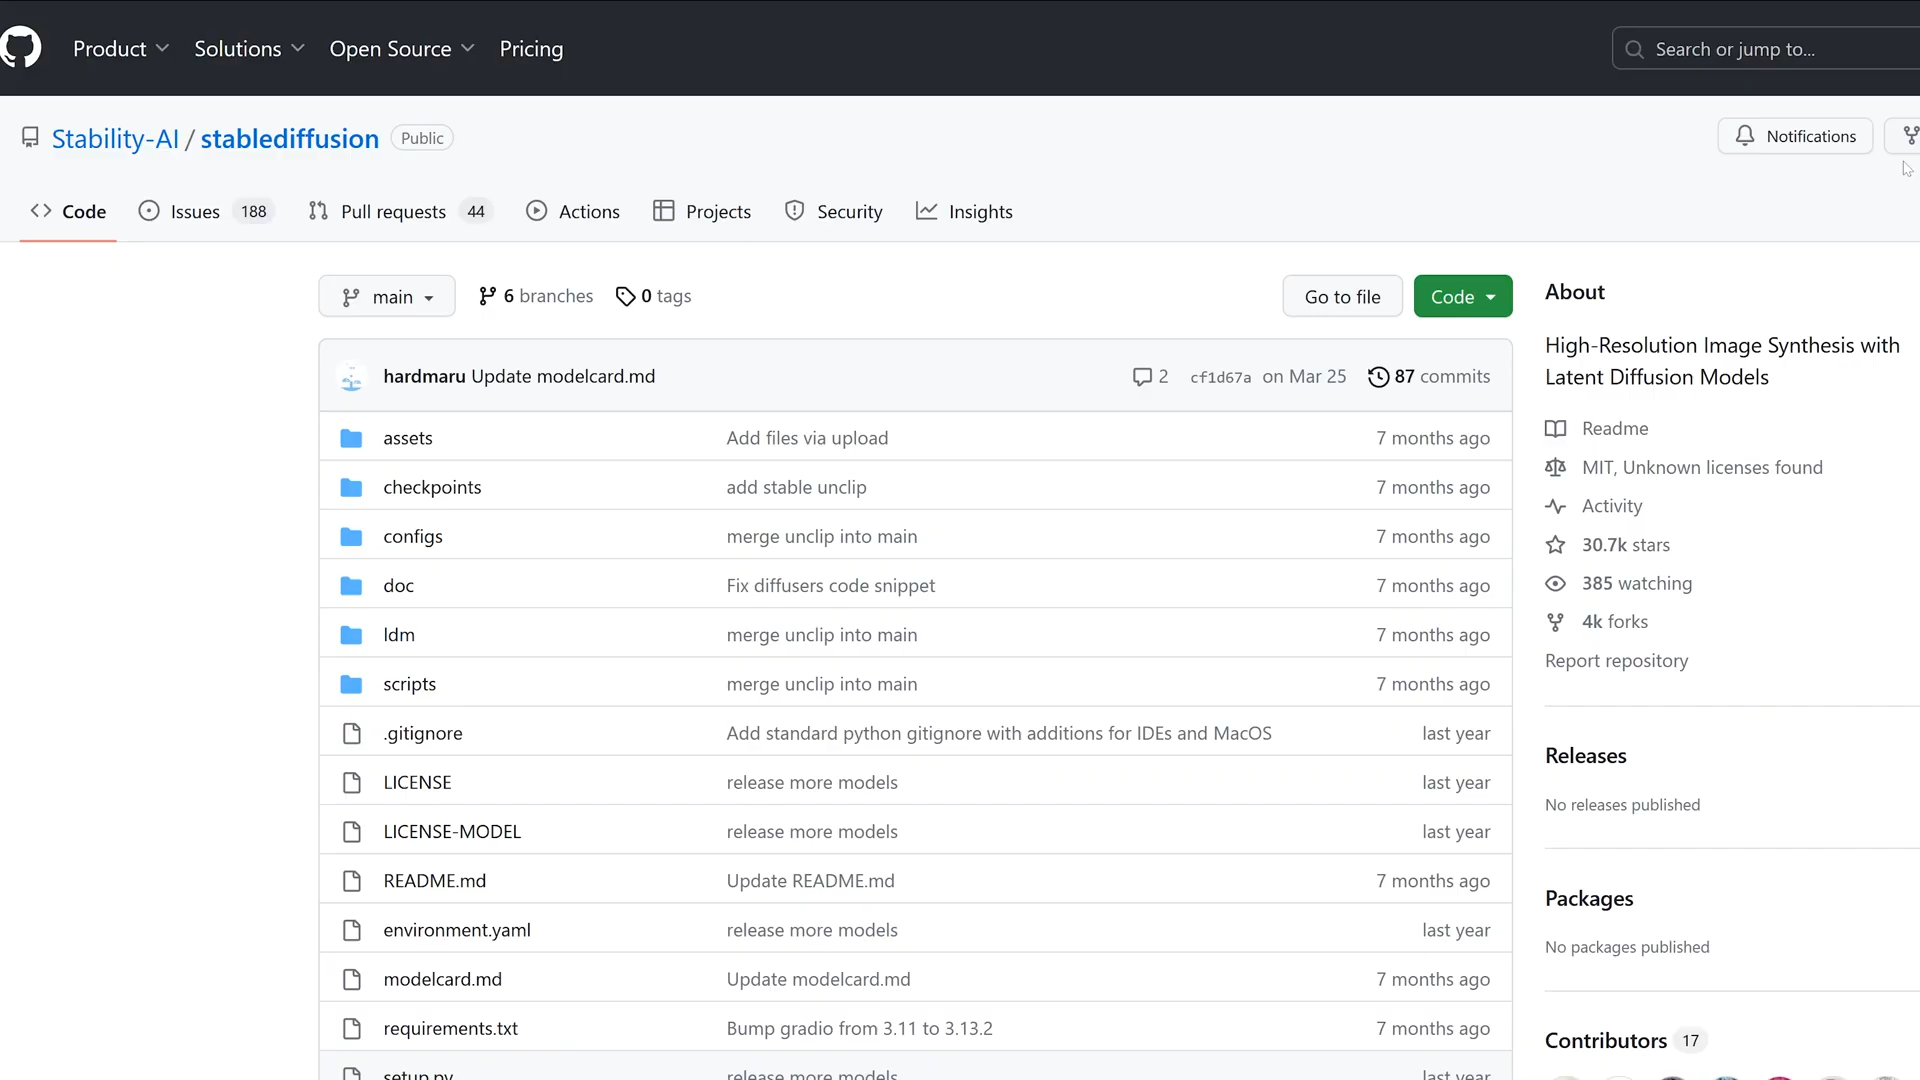 Product
Solutions
Open Source
Pricing
Search or jump to...
Stability-AI / stablediffusion Public
Notifications
Code
Issues 188
Pull requests 44
Actions
Projects
Security
Insights
main
6 branches
0 tags
Go to file
Code
hardmaru Update modelcard.md 2 cf1d67a on Mar 25 87 commits
assets Add files via upload 7 months ago
checkpoints add stable unclip 7 months ago
configs merge unclip into main 7 months ago
doc Fix diffusers code snippet 7 months ago
ldm merge unclip into main 7 months ago
scripts merge unclip into main 7 months ago
.gitignore Add standard python gitignore with additions for IDEs and MacOS last year
LICENSE release more models last year
LICENSE-MODEL release more models last year
README.md Update README.md 7 months ago
environment.yaml release more models last year
modelcard.md Update modelcard.md 7 months ago
requirements.txt Bump gradio from 3.11 to 3.13.2 7 months ago
setup.py release more models last year
About
High-Resolution Image Synthesis with
Latent Diffusion Models
Readme
MIT, Unknown licenses found
Activity
30.7k stars
385 watching
4k forks
Report repository
Releases
No releases published
Packages
No packages published
Contributors 17